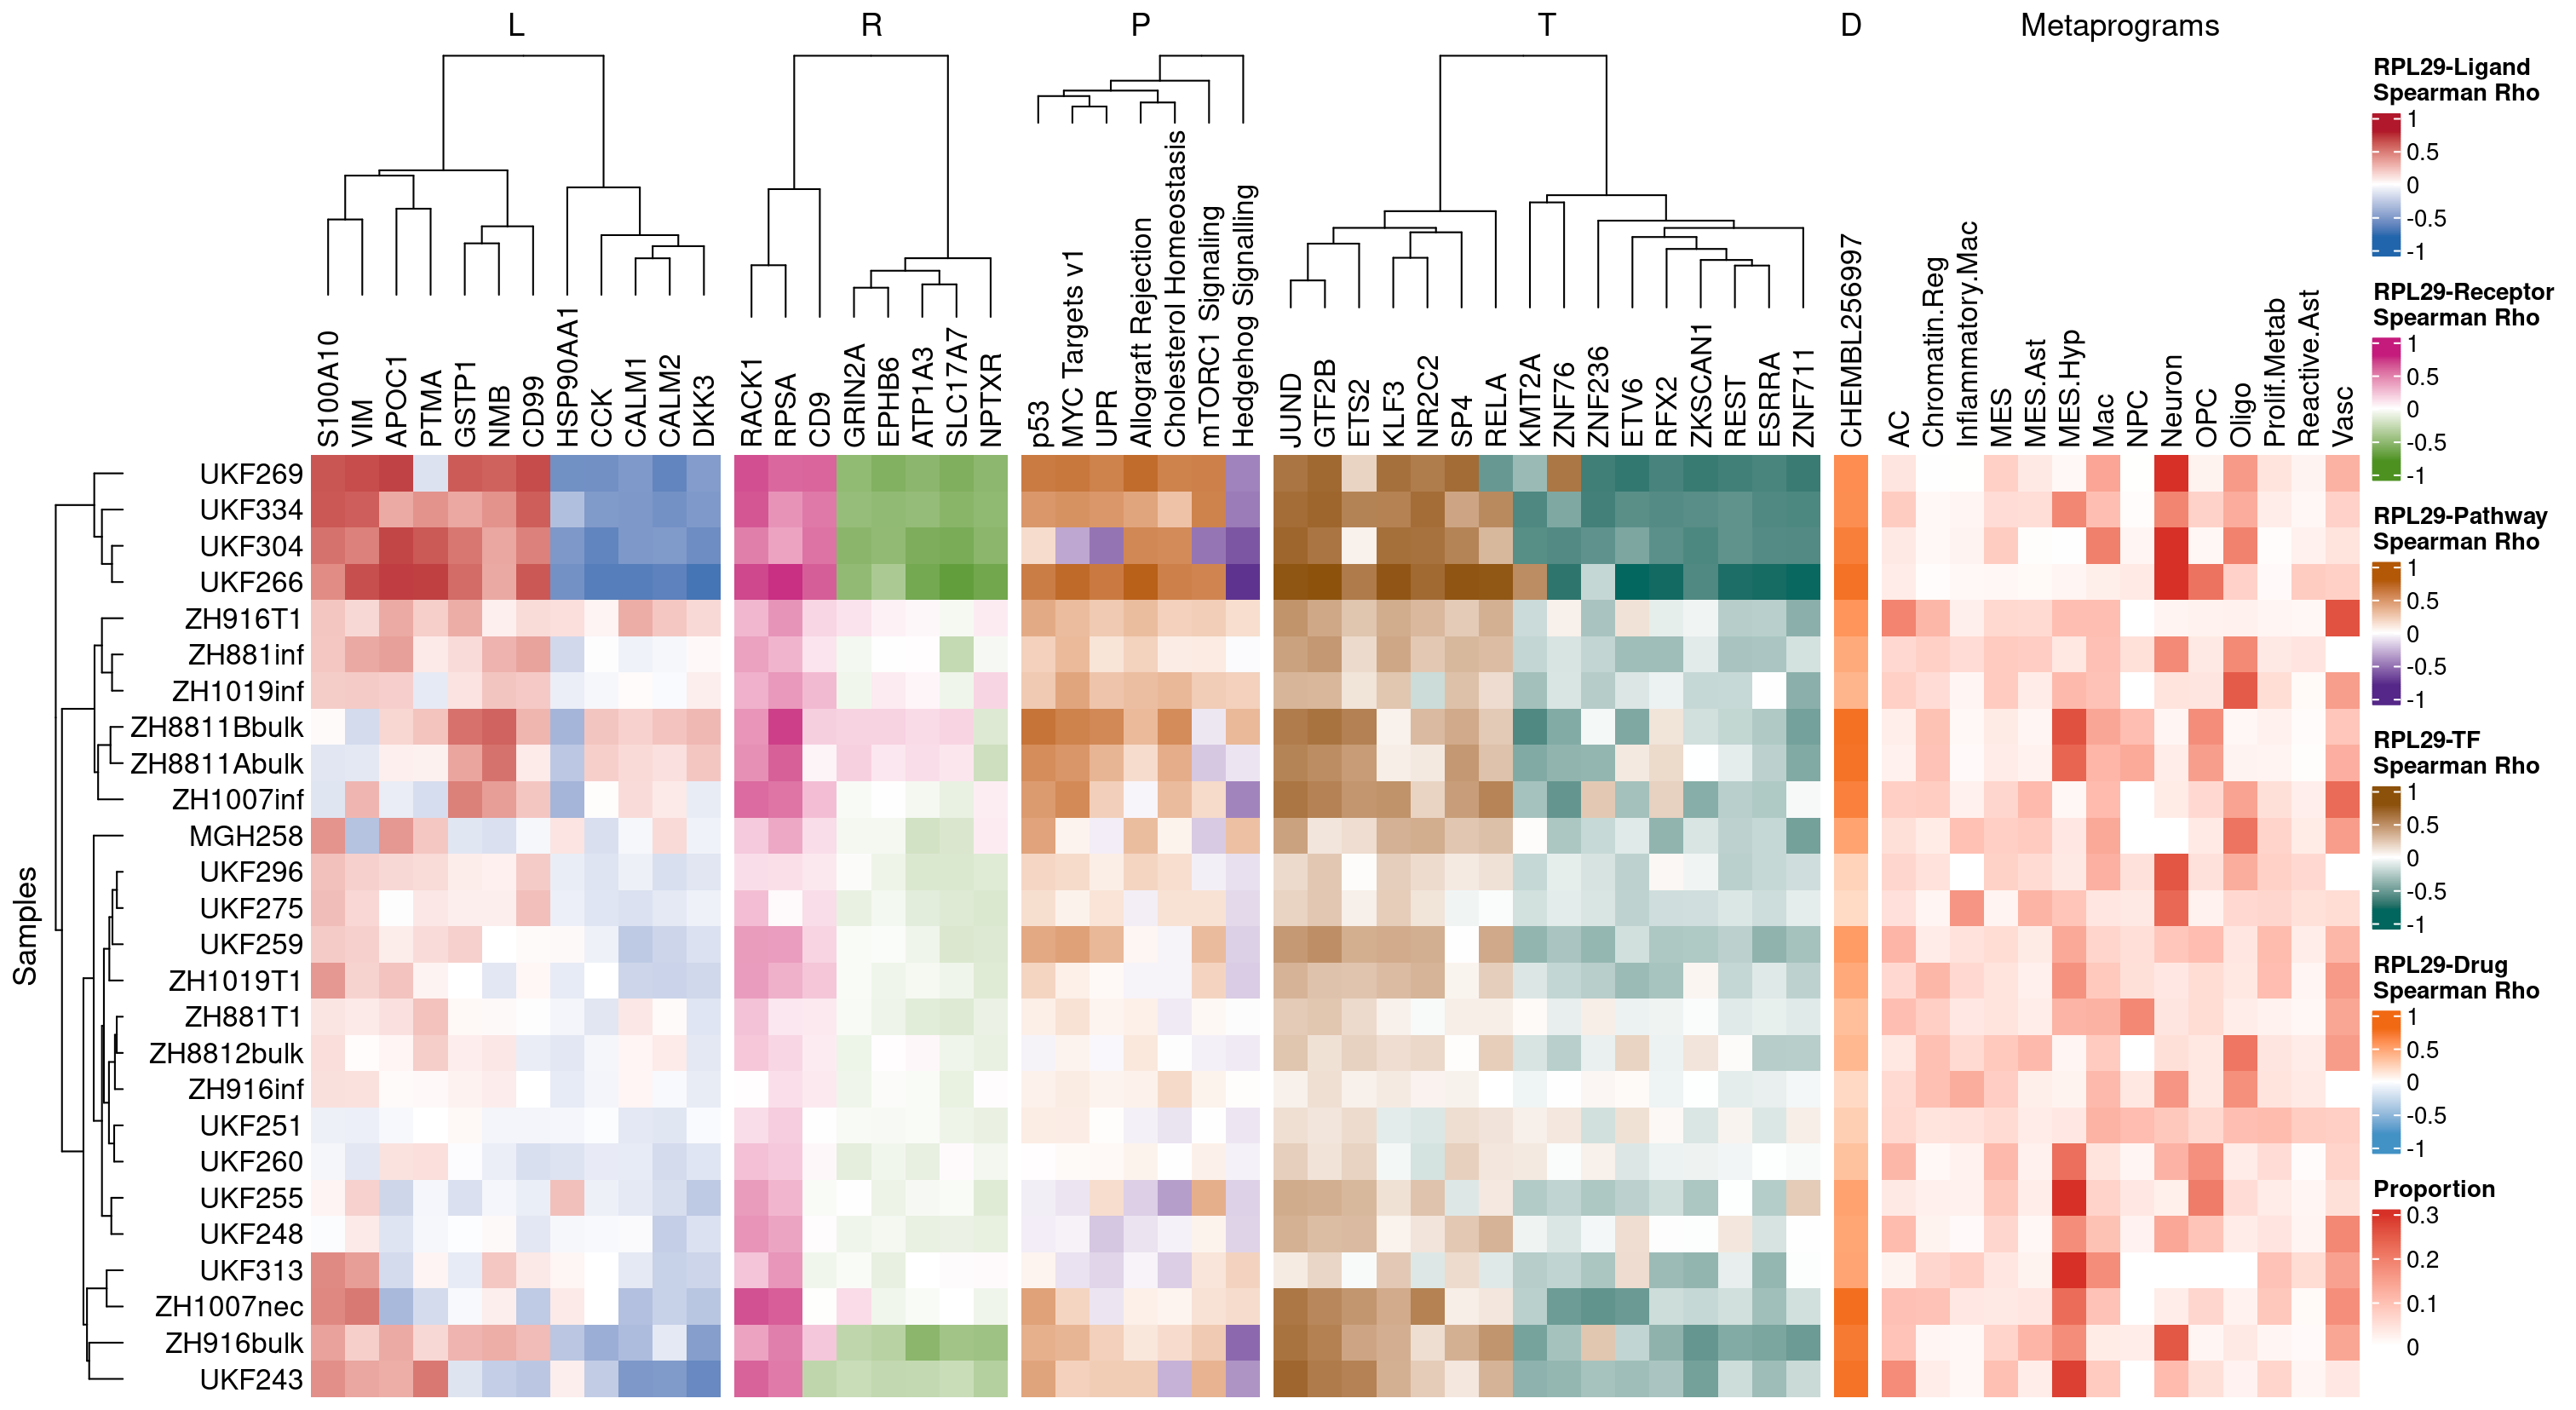 L
R
P
T
D
Metaprograms
S100A10
VIM
APOC1
PTMA
GSTP1
NMB
CD99
HSP90AA1
CCK
CALM1
CALM2
DKK3
RACK1
RPSA
CD9
GRIN2A
EPHB6
ATP1A3
SLC17A7
NPTXR
p53
MYC Targets v1
UPR
Allograft Rejection
Cholesterol Homeostasis
mTORC1 Signaling
Hedgehog Signalling
JUND
GTF2B
ETS2
KLF3
NR2C2
SP4
RELA
KMT2A
ZNF76
ZNF236
ETV6
RFX2
ZKSCAN1
REST
ESRRA
ZNF711
CHEMBL256997
AC
Chromatin.Reg
Inflammatory.Mac
MES
MES.Ast
MES.Hyp
Mac
NPC
Neuron
OPC
Oligo
Prolif.Metab
Reactive.Ast
Vasc
Samples
UKF269
UKF334
UKF304
UKF266
ZH916T1
ZH881inf
ZH1019inf
ZH8811Bbulk
ZH8811Abulk
ZH1007inf
MGH258
UKF296
UKF275
UKF259
ZH1019T1
ZH881T1
ZH8812bulk
ZH916inf
UKF251
UKF260
UKF255
UKF248
UKF313
ZH1007nec
ZH916bulk
UKF243
RPL29-Ligand
Spearman Rho
1
0.5
0
-0.5
-1
RPL29-Receptor
Spearman Rho
1
0.5
0
-0.5
-1
RPL29-Pathway
Spearman Rho
1
0.5
0
-0.5
-1
RPL29-TF
Spearman Rho
1
0.5
0
-0.5
-1
RPL29-Drug
Spearman Rho
1
0.5
0
-0.5
-1
Proportion
0.3
0.2
0.1
0